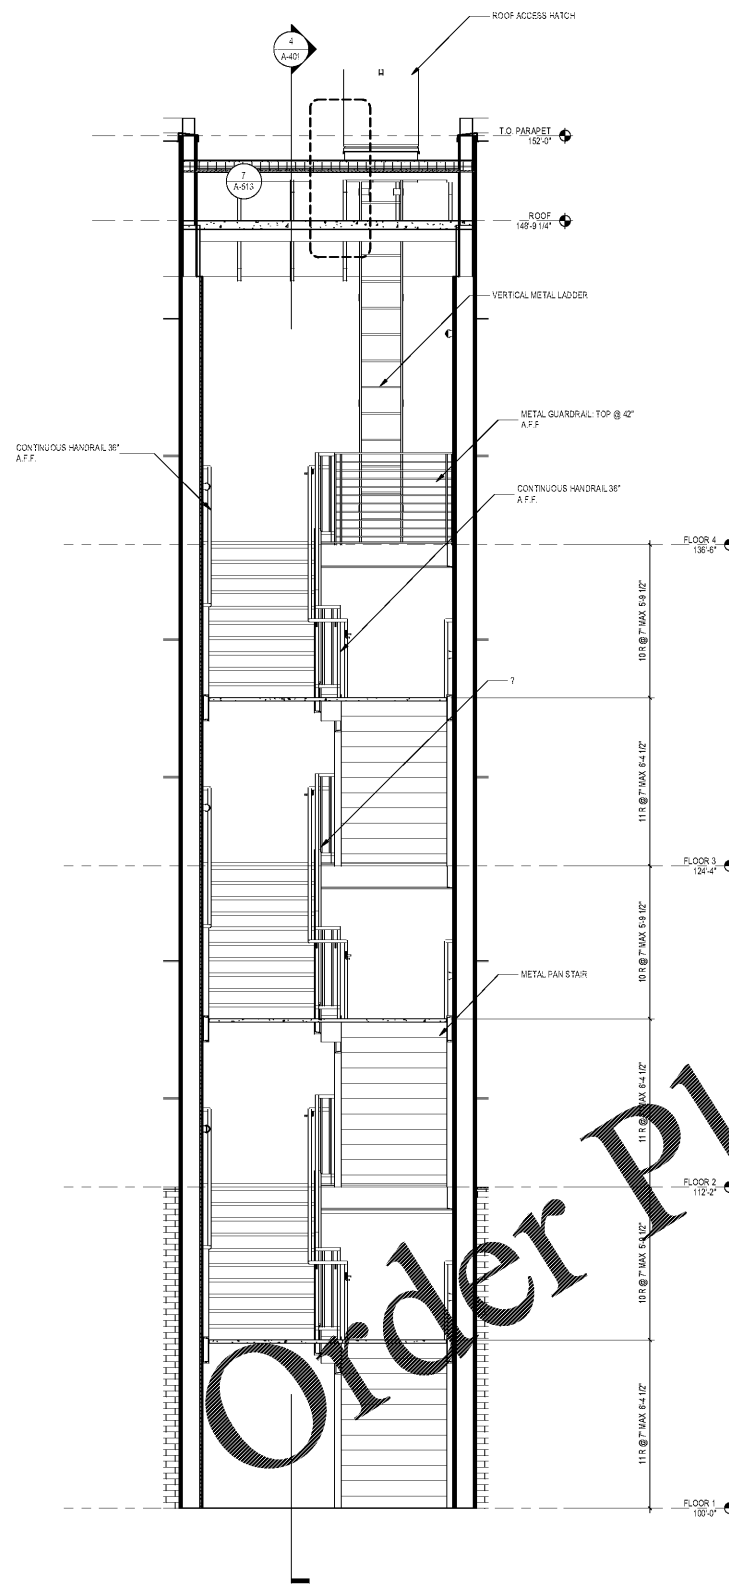 ROOF ACCESS HATCH
4
A-401
T.O. PARAPET
152'-0"
7
A-513
ROOF
148'-9 1/4"
VERTICAL METAL LADDER
METAL GUARDRAIL: TOP @ 42"
A.F.F.
CONTINUOUS HANDRAIL 36"
A.F.F.
CONTINUOUS HANDRAIL 36"
A.F.F.
FLOOR 4
136'-6"
10 R @ 7" MAX 5'-9 1/2"
?
11 R @ 7" MAX 6'-4 1/2"
FLOOR 3
124'-4"
10 R @ 7" MAX 5'-9 1/2"
METAL PAN STAIR
11 R @ 7" MAX 6'-4 1/2"
FLOOR 2
112'-2"
10 R @ 7" MAX 5'-9 1/2"
Order Pl
11 R @ 7" MAX 6'-4 1/2"
FLOOR 1
100'-0"